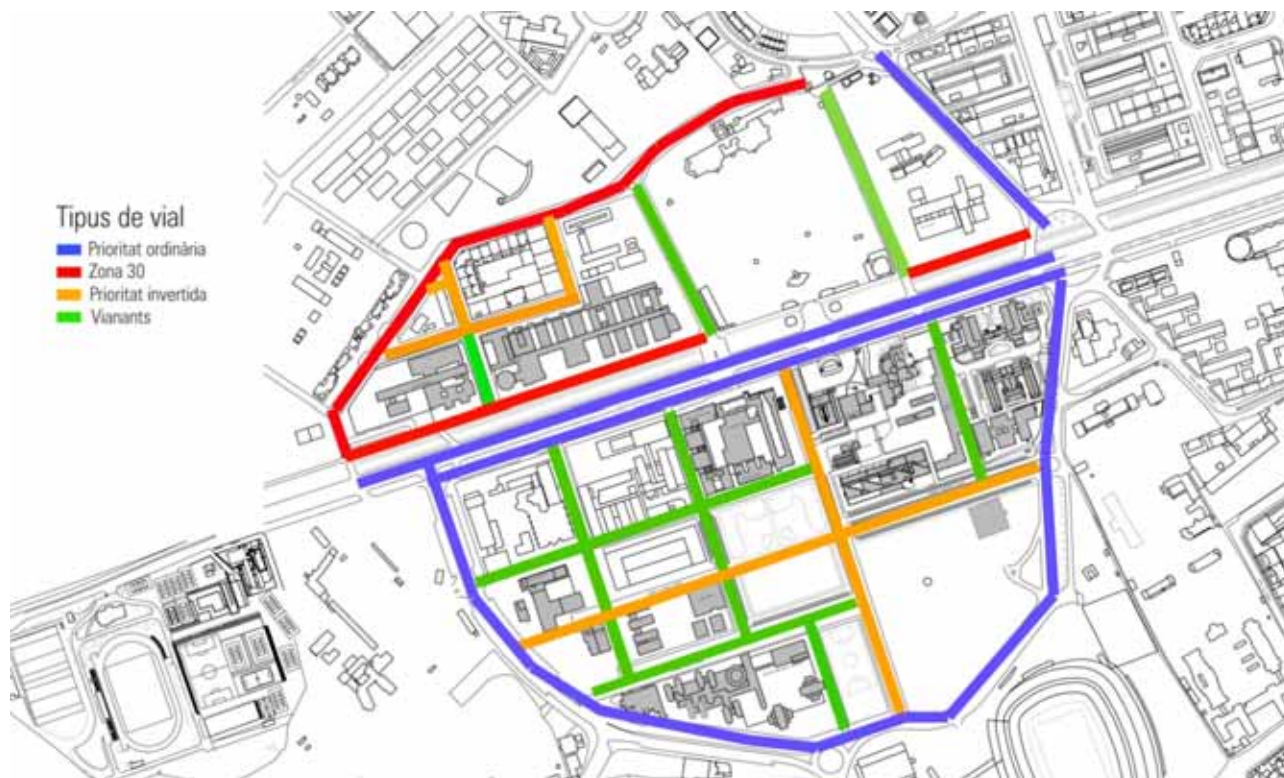 Tipus de vial
Prioritat ordinària
Zona 30
Prioritat invertida
Vianants